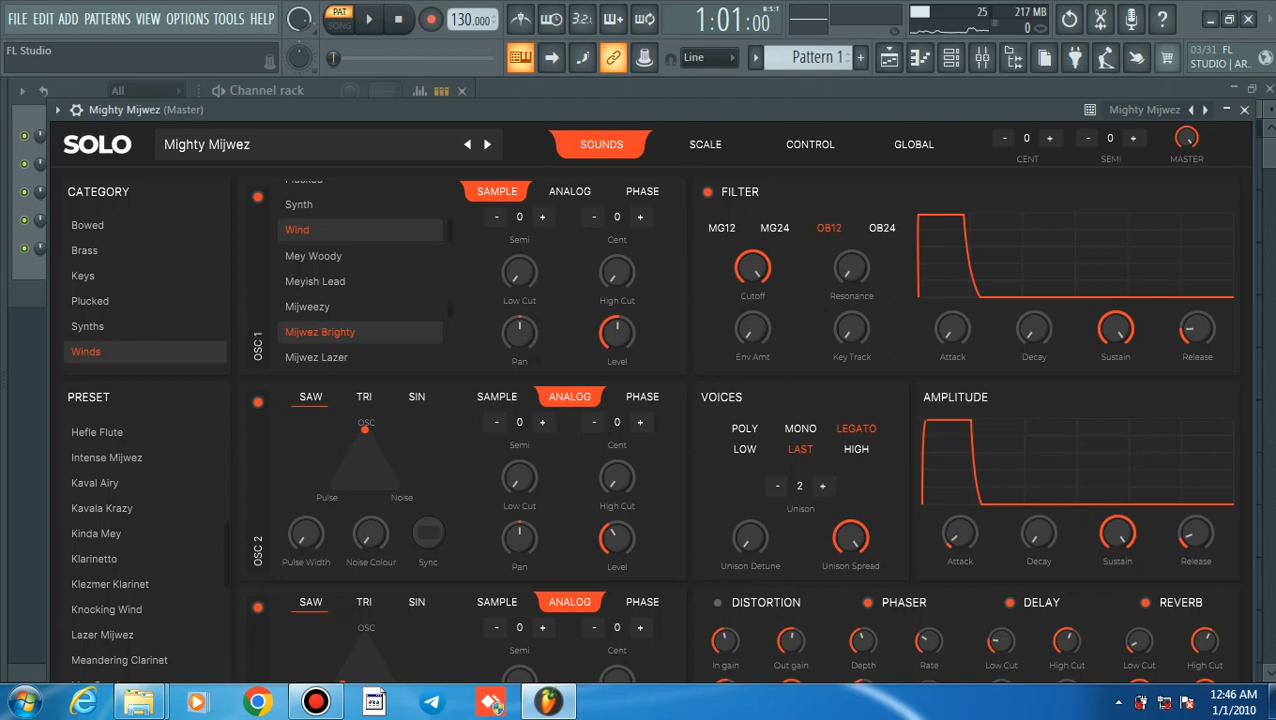 FILE EDIT ADD PATTERNS VIEW OPTIONS TOOLS HELP
PAT
SONG
130.000
3.2.1
1:01:00
B:S:T
25
217 MB
0
FL Studio
Line
Pattern 1
03/31 FL
STUDIO | AR..
All
Channel rack
Mighty Mijwez (Master)
Mighty Mijwez
SOLO
Mighty Mijwez
SOUNDS
SCALE
CONTROL
GLOBAL
- 0 +
CENT
- 0 +
SEMI
MASTER
CATEGORY
Bowed
Brass
Keys
Plucked
Synths
Winds
OSC 1
Synth
Wind
Mey Woody
Meyish Lead
Mijweezy
Mijwez Brighty
Mijwez Lazer
SAMPLE
ANALOG
PHASE
- 0 +
- 0 +
Semi
Cent
Low Cut
High Cut
Pan
Level
FILTER
MG12
MG24
OB12
OB24
Cutoff
Resonance
Env Amt
Key Track
Attack
Decay
Sustain
Release
PRESET
Hefle Flute
Intense Mijwez
Kaval Airy
Kavala Krazy
Kinda Mey
Klarinetto
Klezmer Klarinet
Knocking Wind
Lazer Mijwez
Meandering Clarinet
OSC 2
SAW
TRI
SIN
OSC
Pulse
Noise
Pulse Width
Noise Colour
Sync
SAMPLE
ANALOG
PHASE
- 0 +
- 0 +
Semi
Cent
Low Cut
High Cut
Pan
Level
VOICES
POLY
MONO
LEGATO
LOW
LAST
HIGH
- 2 +
Unison
Unison Detune
Unison Spread
AMPLITUDE
Attack
Decay
Sustain
Release
SAW
TRI
SIN
OSC
SAMPLE
ANALOG
PHASE
- 0 +
- 0 +
Semi
Cent
DISTORTION
PHASER
DELAY
REVERB
In gain
Out gain
Depth
Rate
Low Cut
High Cut
Low Cut
High Cut
12:46 AM
1/1/2010